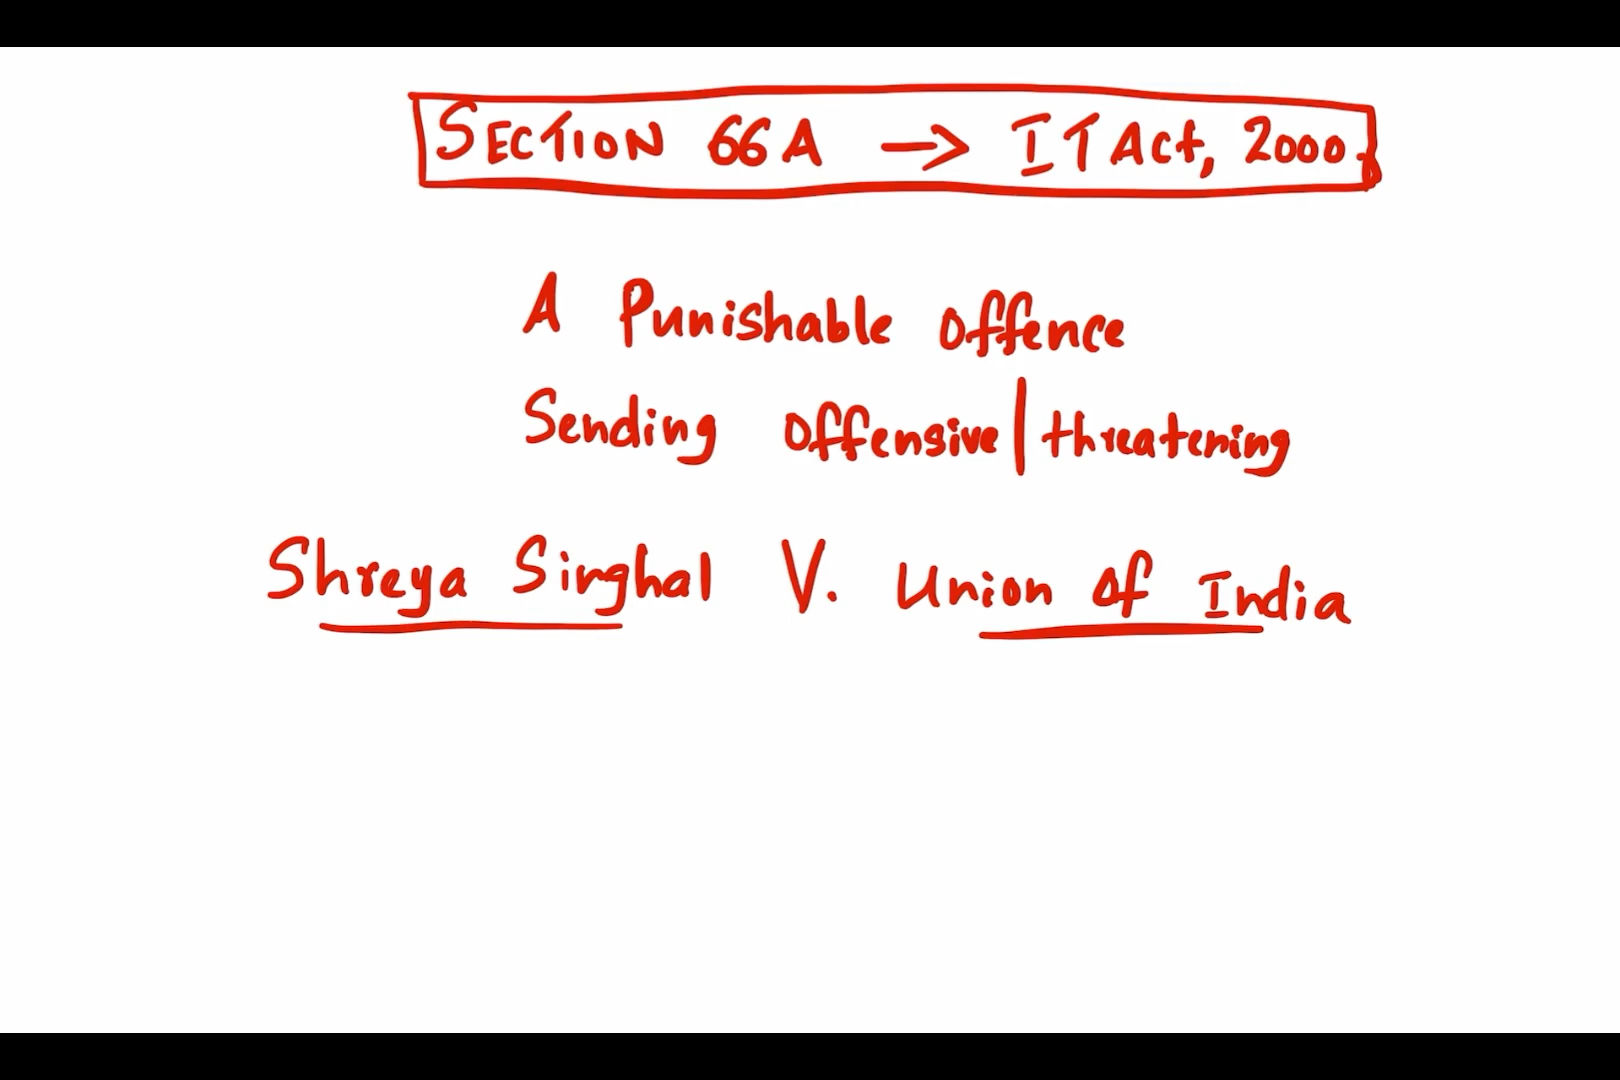 SECTION 66A → IT Act, 2000.
A Punishable Offence
Sending Offensive/threatening
Shreya Singhal V. Union Of India